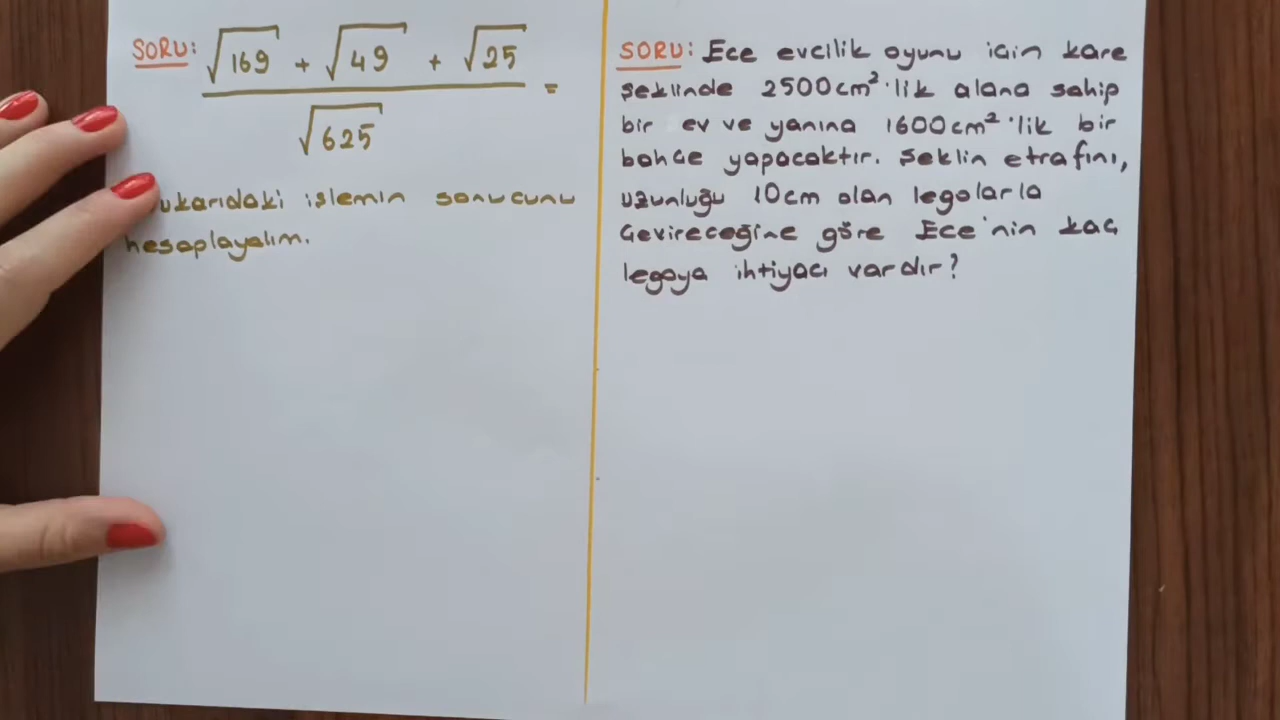 SORU: √169 + √49 + √25 =
√625
ukarıdaki işlemin sonucunu
hesaplayalım.
SORU: Ece evcilik oyunu için kare
şeklinde 2500cm²'lik alana sahip
bir ev ve yanına 1600cm²'lik bir
bahçe yapacaktır. Şeklin etrafını,
uzunluğu 10cm olan legolarla
çevireceğine göre Ece'nin kaç
legoya ihtiyacı vardır?